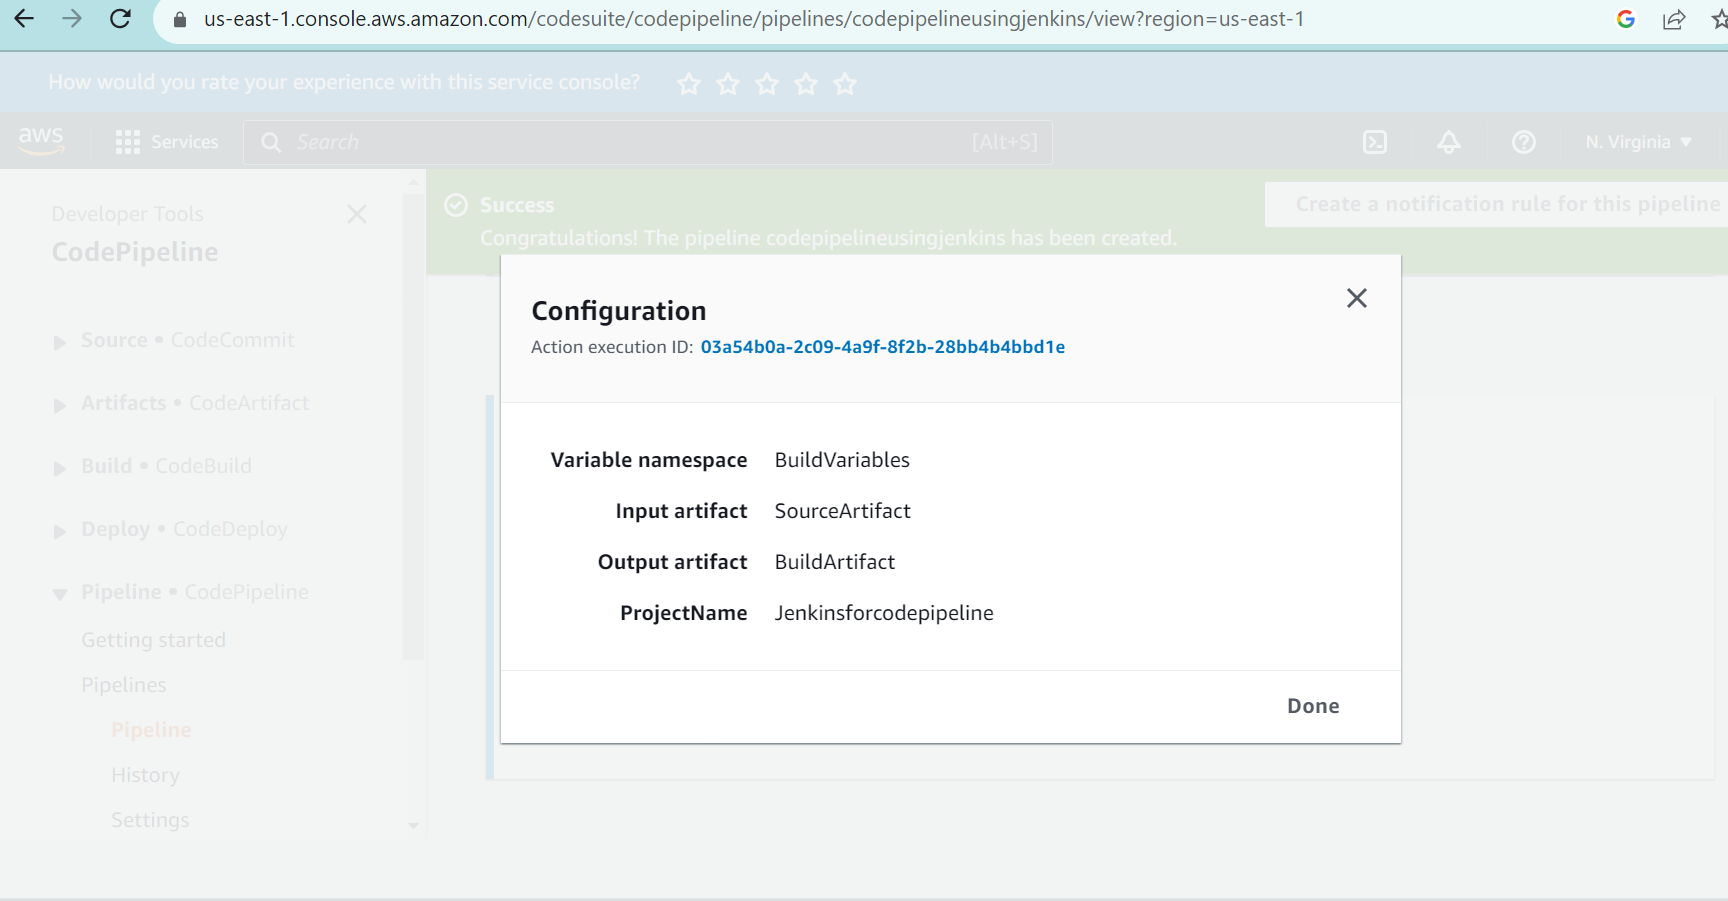 us-east-1.console.aws.amazon.com/codesuite/codepipeline/pipelines/codepipelineusingjenkins/view?region=us-east-1
How would you rate your experience with this service console?
aws
Services
Search
[Alt+S]
N. Virginia
Developer Tools
CodePipeline
Success
Congratulations! The pipeline codepipelineusingjenkins has been created.
Create a notification rule for this pipeline
Source • CodeCommit
Artifacts • CodeArtifact
Build • CodeBuild
Deploy • CodeDeploy
Pipeline • CodePipeline
Getting started
Pipelines
Pipeline
History
Settings
Configuration
Action execution ID: 03a54b0a-2c09-4a9f-8f2b-28bb4b4bbd1e
Variable namespace BuildVariables
Input artifact SourceArtifact
Output artifact BuildArtifact
ProjectName Jenkinsforcodepipeline
Done